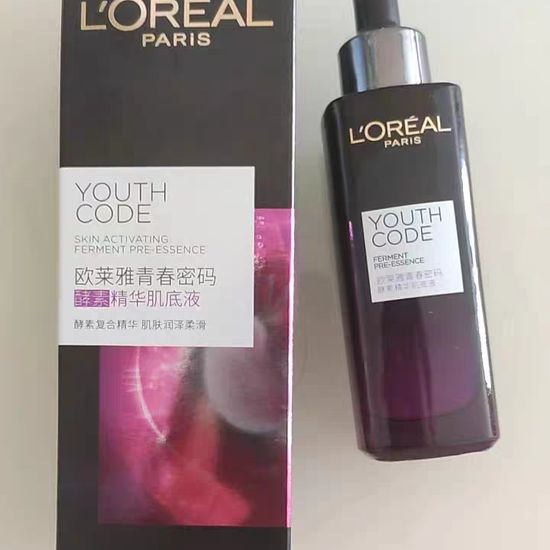 L'ORÉAL
PARIS
YOUTH
CODE
SKIN ACTIVATING
FERMENT PRE-ESSENCE
欧莱雅青春密码
酵素精华肌底液
酵素复合精华 肌肤润泽柔滑
L'ORÉAL
PARIS
YOUTH
CODE
FERMENT
PRE-ESSENCE
欧莱雅青春密码
酵素精华肌底液